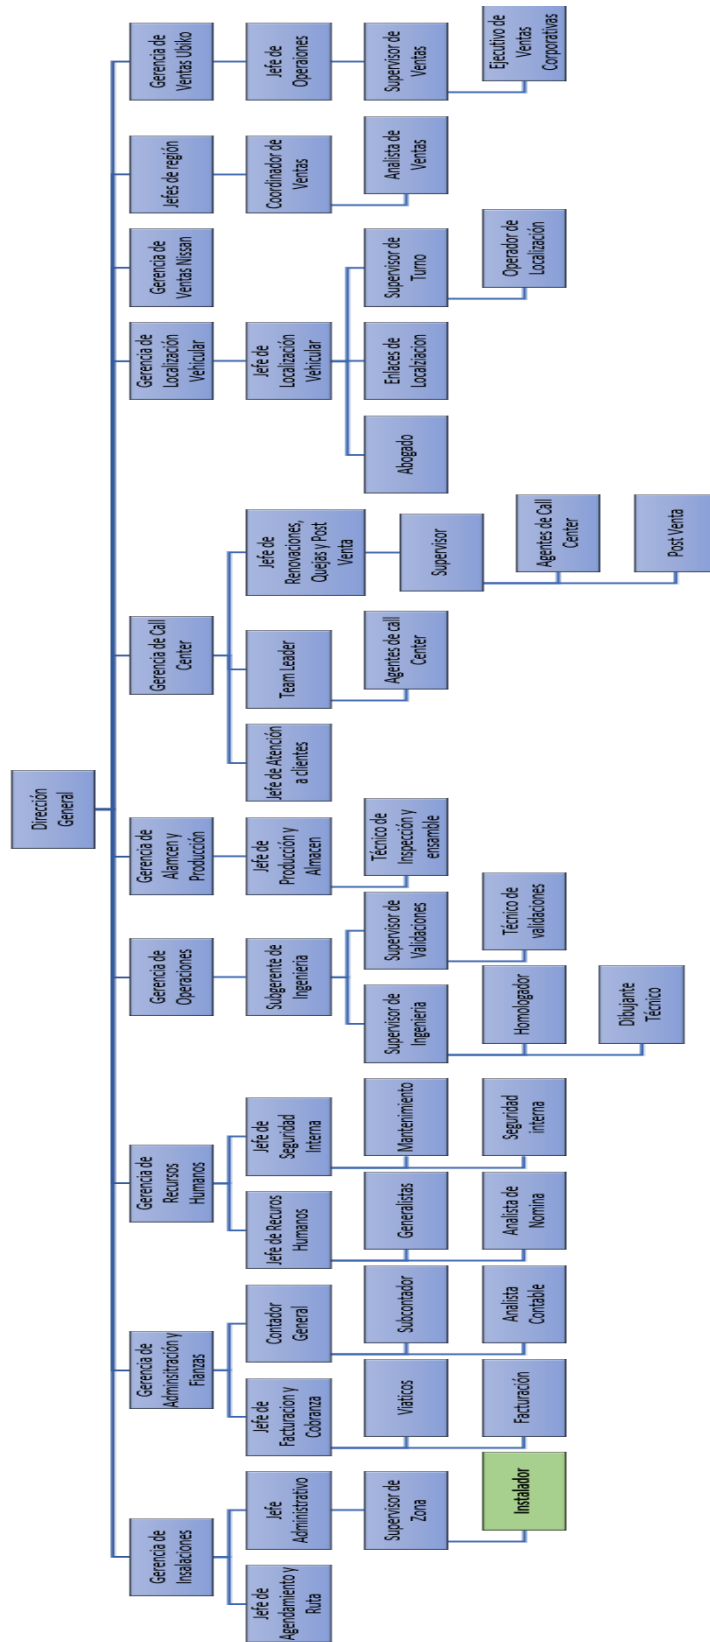 Dirección
General
Gerencia de
Insalaciones
Gerencia de
Adminsitración y
Fianzas
Gerencia de
Recursos
Humanos
Gerencia de
Operaciones
Gerencia de
Alamcen y
Producción
Gerencia de Call
Center
Gerencia de
Localización
Vehicular
Gerencia de
Ventas Nissan
Jefes de región
Gerencia de
Ventas Ubiko
Jefe de
Agendamiento y
Ruta
Jefe
Administrativo
Jefe de
Facturacion y
Cobranza
Contador
General
Jefe de Recuros
Humanos
Jefe de
Seguridad
Interna
Subgerente de
Ingenieria
Jefe de
Producción y
Almacen
Jefe de Atención
a clientes
Team Leader
Jefe de
Renovaciones,
Quejas y Post
Venta
Jefe de
Localización
Vehicular
Coordinador de
Ventas
Jefe de
Operaiones
Supervisor de
Zona
Viaticos
Subcontador
Generalistas
Mantenimiento
Supervisor de
Ingenieria
Supervisor de
Validaciones
Técnico de
Inspección y
ensamble
Agentes de call
Center
Supervisor
Abogado
Enlaces de
Localziacion
Supervisor de
Turno
Analista de
Ventas
Supervisor de
Ventas
Instalador
Facturación
Analista
Contable
Analista de
Nomina
Seguridad
interna
Homologador
Técnico de
validaciones
Agentes de Call
Center
Operador de
Localización
Ejecutivo de
Ventas
Corporativas
Dibujante
Técnico
Post Venta